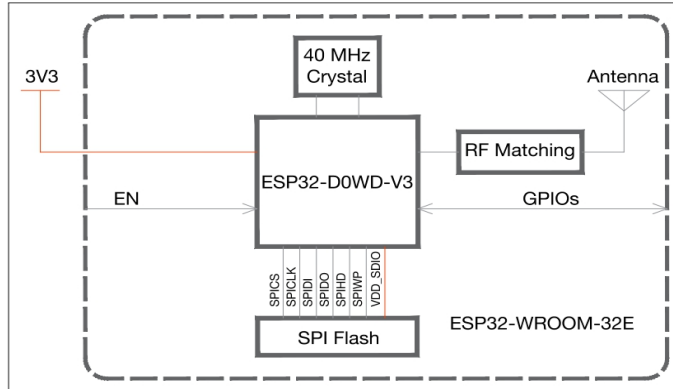 40 MHz
Crystal
3V3
Antenna
RF Matching
ESP32-D0WD-V3
EN
GPIOs
SPICS
SPICLK
SPIDI
SPIDO
SPIHD
SPIWP
VDD_SDIO
SPI Flash
ESP32-WROOM-32E